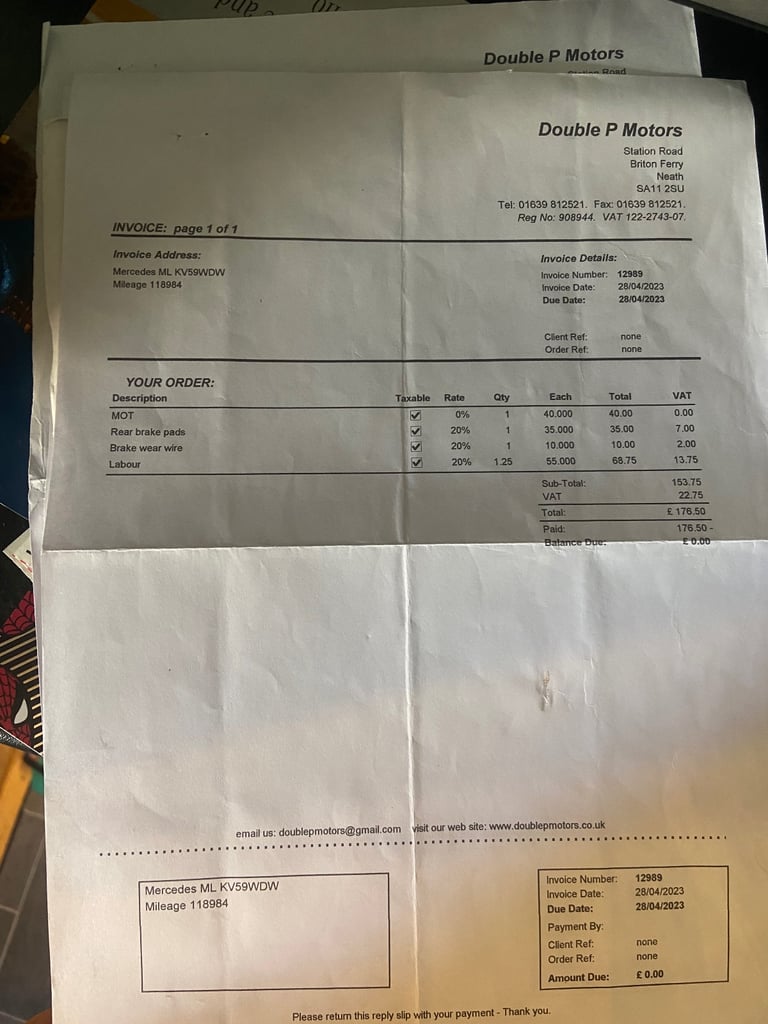 Double P Motors
Station Road
Double P Motors
Station Road
Briton Ferry
Neath
SA11 2SU
Tel: 01639 812521. Fax: 01639 812521.
Reg No: 908944. VAT 122-2743-07.
INVOICE: page 1 of 1
Invoice Address:
Mercedes ML KV59WDW
Mileage 118984
Invoice Details:
Invoice Number: 12989
Invoice Date: 28/04/2023
Due Date: 28/04/2023
Client Ref: none
Order Ref: none
YOUR ORDER:
Description Taxable Rate Qty Each Total VAT
MOT 0% 1 40.000 40.00 0.00
Rear brake pads 20% 1 35.000 35.00 7.00
Brake wear wire 20% 1 10.000 10.00 2.00
Labour 20% 1.25 55.000 68.75 13.75
Sub-Total: 153.75
VAT 22.75
Total: £ 176.50
Paid: 176.50 -
Balance Due: £ 0.00
email us: doublepmotors@gmail.com visit our web site: www.doublepmotors.co.uk
Mercedes ML KV59WDW
Mileage 118984
Invoice Number: 12989
Invoice Date: 28/04/2023
Due Date: 28/04/2023
Payment By:
Client Ref: none
Order Ref: none
Amount Due: £ 0.00
Please return this reply slip with your payment - Thank you.